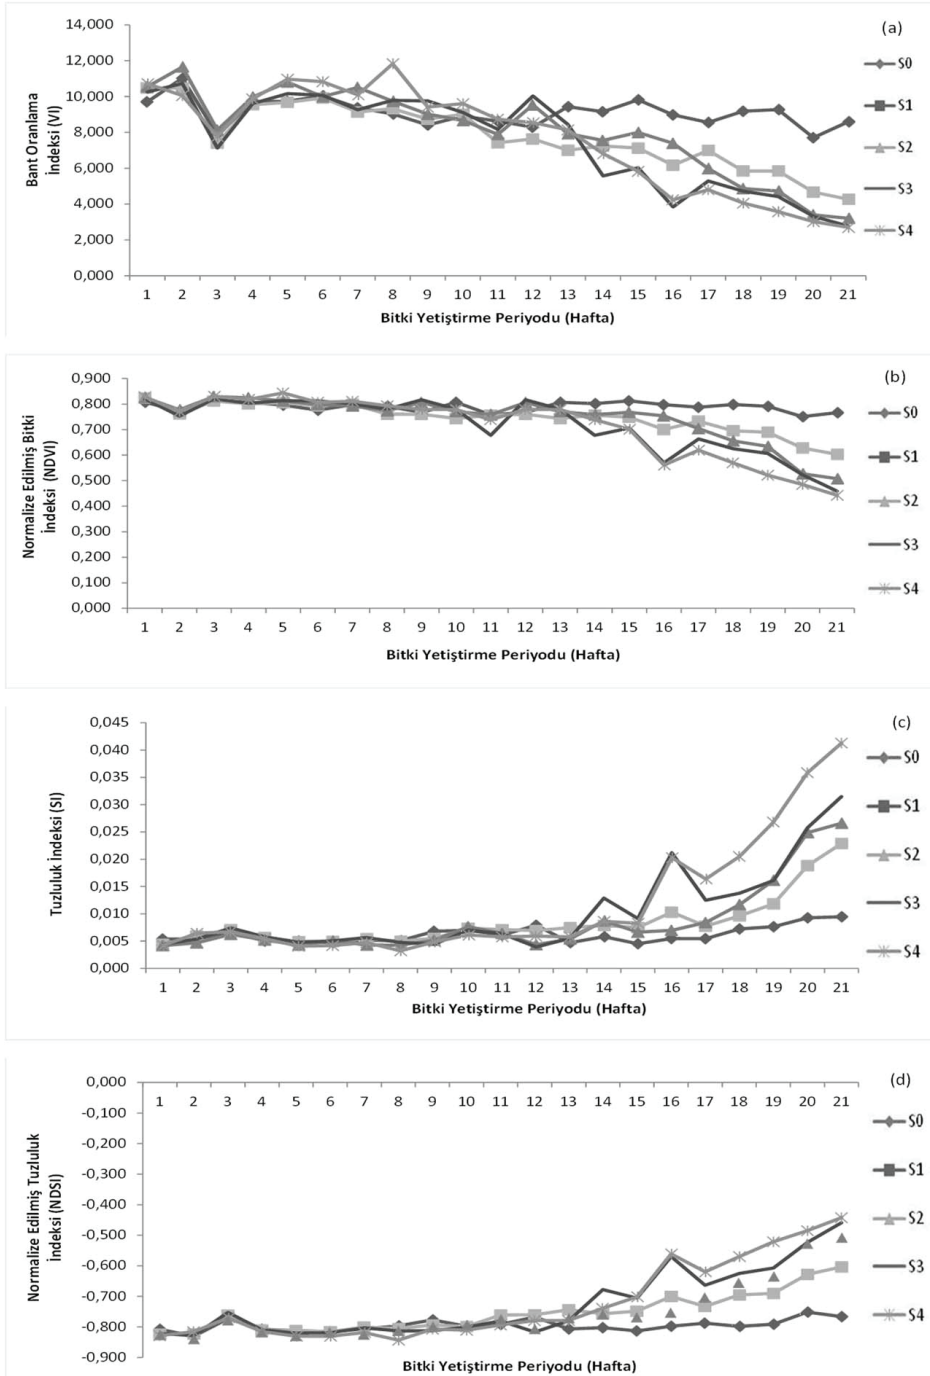 (a)
14,000
12,000
10,000
8,000
6,000
4,000
2,000
0,000
Bant Oranlama
İndeksi (VI)
1 2 3 4 5 6 7 8 9 10 11 12 13 14 15 16 17 18 19 20 21
Bitki Yetiştirme Periyodu (Hafta)
S0
S1
S2
S3
S4
(b)
0,900
0,800
0,700
0,600
0,500
0,400
0,300
0,200
0,100
0,000
Normalize Edilmiş Bitki
İndeksi (NDVI)
1 2 3 4 5 6 7 8 9 10 11 12 13 14 15 16 17 18 19 20 21
Bitki Yetiştirme Periyodu (Hafta)
S0
S1
S2
S3
S4
(c)
0,045
0,040
0,035
0,030
0,025
0,020
0,015
0,010
0,005
0,000
Tuzluluk İndeksi (SI)
1 2 3 4 5 6 7 8 9 10 11 12 13 14 15 16 17 18 19 20 21
Bitki Yetiştirme Periyodu (Hafta)
S0
S1
S2
S3
S4
(d)
0,000
-0,100
-0,200
-0,300
-0,400
-0,500
-0,600
-0,700
-0,800
-0,900
Normalize Edilmiş Tuzluluk
İndeksi (NDSI)
1 2 3 4 5 6 7 8 9 10 11 12 13 14 15 16 17 18 19 20 21
Bitki Yetiştirme Periyodu (Hafta)
S0
S1
S2
S3
S4